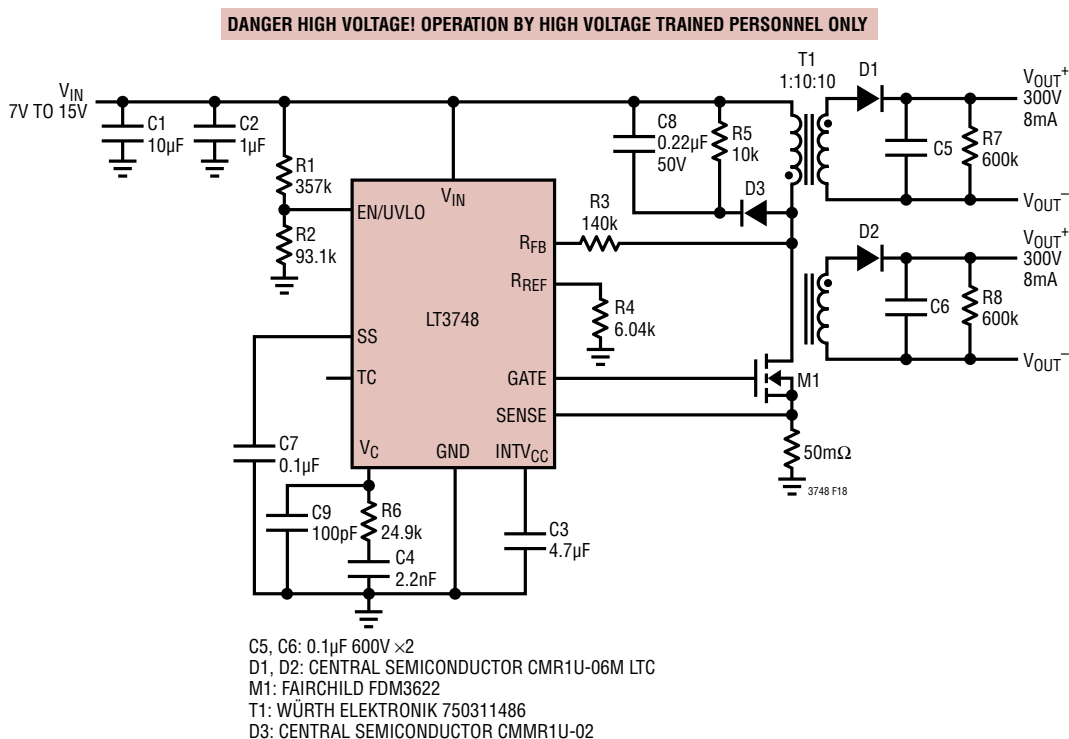 DANGER HIGH VOLTAGE! OPERATION BY HIGH VOLTAGE TRAINED PERSONNEL ONLY
VIN
7V TO 15V
C1
10µF
C2
1µF
R1
357k
R2
93.1k
C8
0.22µF
50V
R5
10k
D3
T1
1:10:10
D1
C5
R7
600k
VOUT+
300V
8mA
VOUT–
D2
C6
R8
600k
VOUT+
300V
8mA
VOUT–
R3
140k
R4
6.04k
LT3748
VIN
EN/UVLO
RFB
RREF
SS
TC
GATE
SENSE
VC
GND
INTVCC
M1
50mΩ
3748 F18
C7
0.1µF
C9
100pF
R6
24.9k
C4
2.2nF
C3
4.7µF
C5, C6: 0.1µF 600V ×2
D1, D2: CENTRAL SEMICONDUCTOR CMR1U-06M LTC
M1: FAIRCHILD FDM3622
T1: WÜRTH ELEKTRONIK 750311486
D3: CENTRAL SEMICONDUCTOR CMMR1U-02